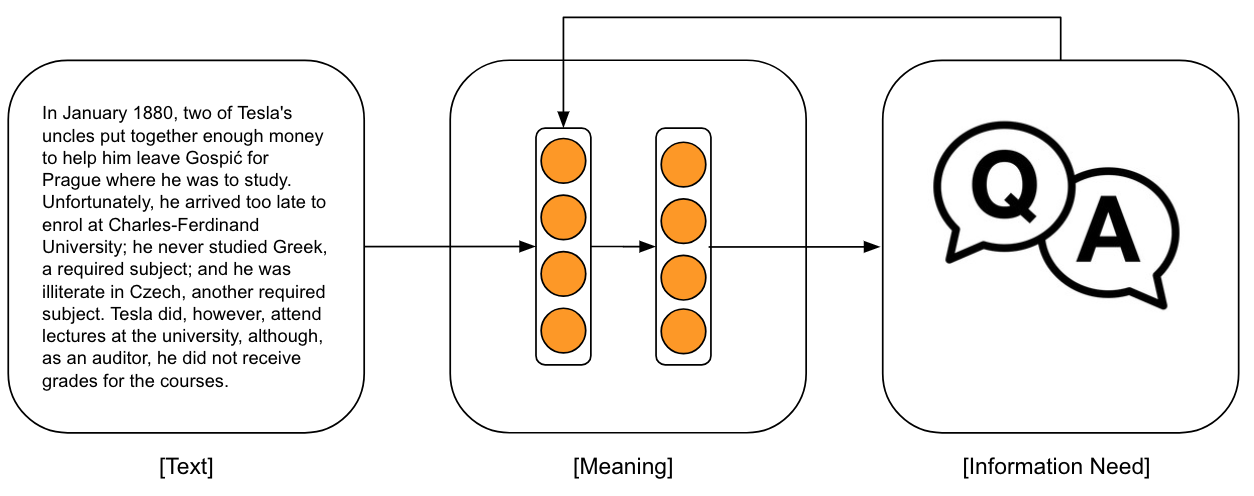 In January 1880, two of Tesla's
uncles put together enough money
to help him leave Gospić for
Prague where he was to study.
Unfortunately, he arrived too late to
enrol at Charles-Ferdinand
University; he never studied Greek,
a required subject; and he was
illiterate in Czech, another required
subject. Tesla did, however, attend
lectures at the university, although,
as an auditor, he did not receive
grades for the courses.
Q
A
[Text]
[Meaning]
[Information Need]